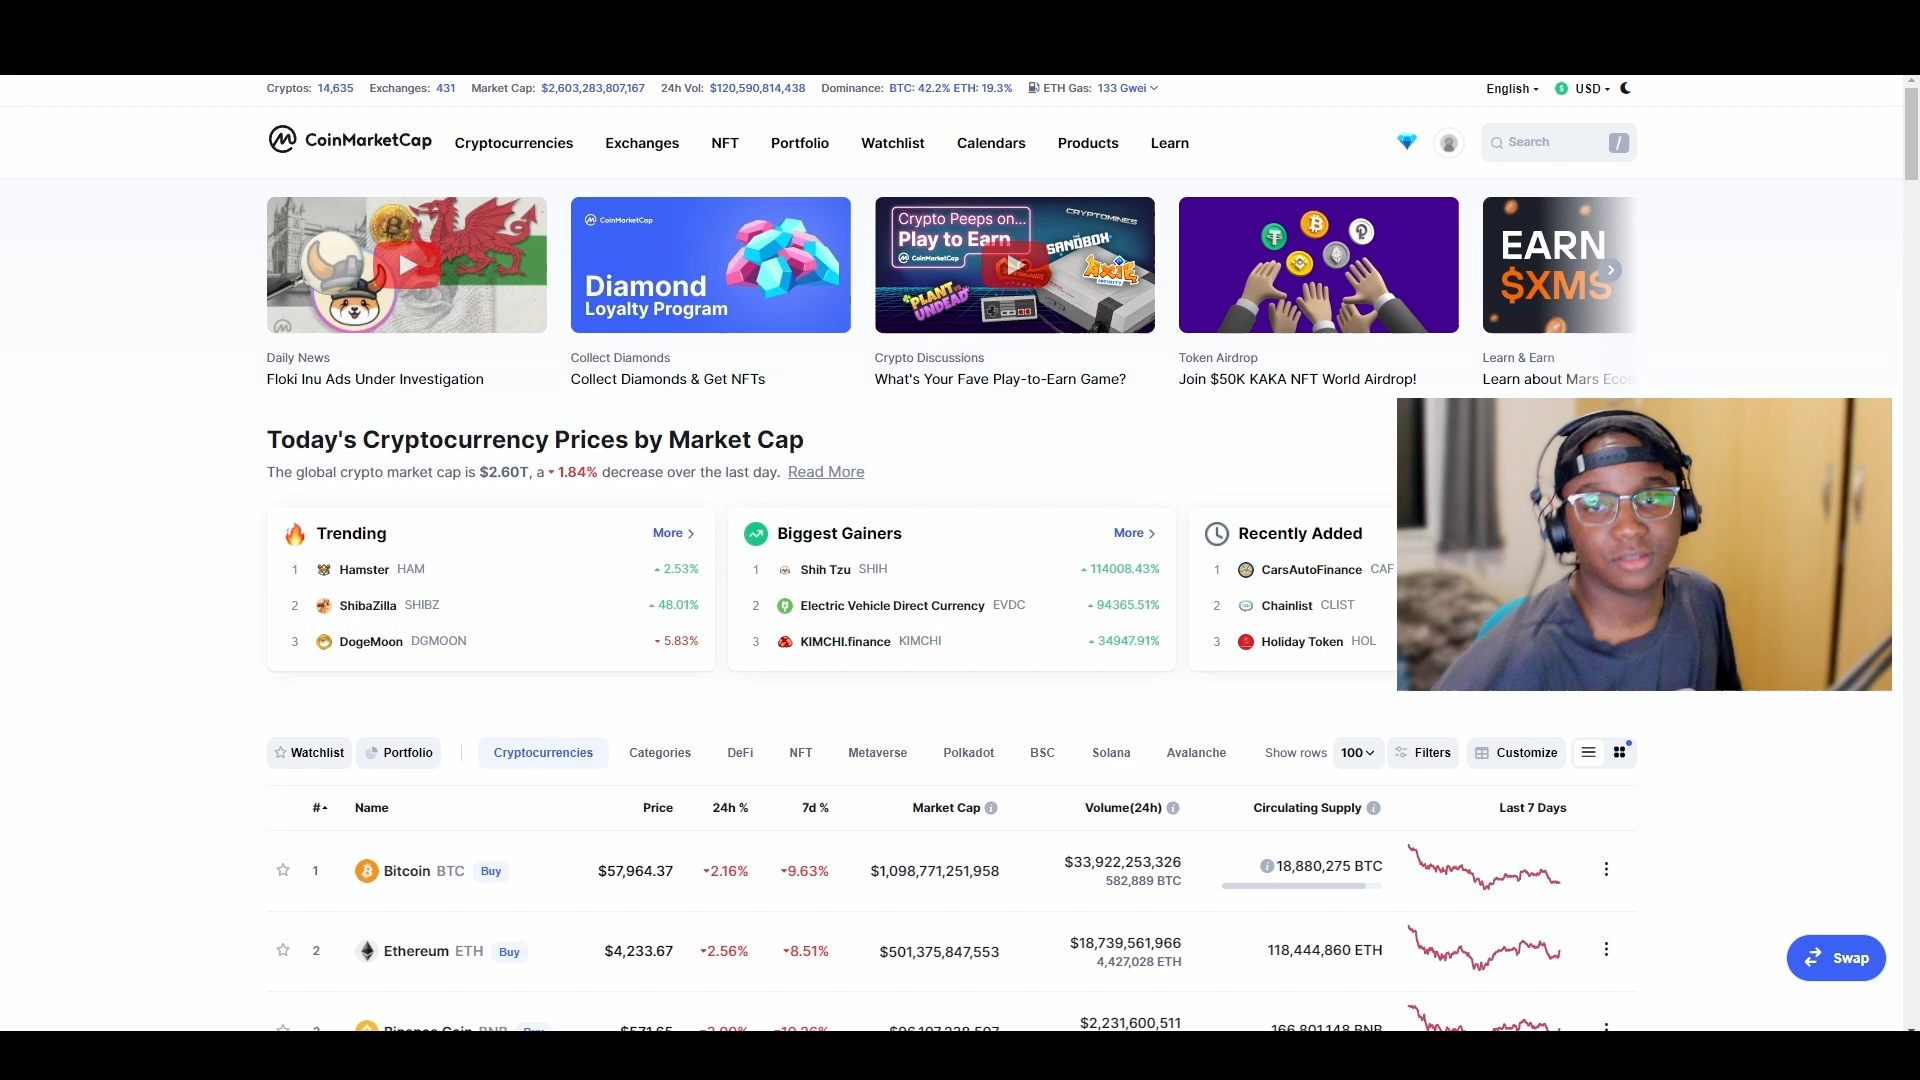 Cryptos: 14,635 Exchanges: 431 Market Cap: $2,603,283,807,167 24h Vol: $120,590,814,438 Dominance: BTC: 42.2% ETH: 19.3% ETH Gas: 133 Gwei English USD
CoinMarketCap Cryptocurrencies Exchanges NFT Portfolio Watchlist Calendars Products Learn Search /
CoinMarketCap
Diamond
Loyalty Program
Crypto Peeps on...
Play to Earn
CoinMarketCap
CRYPTOMINES
SANDBOX
AXIE
INFINITY
PLANT
UNDEAD
EARN
$XMS
Daily News Collect Diamonds Crypto Discussions Token Airdrop Learn & Earn
Floki Inu Ads Under Investigation Collect Diamonds & Get NFTs What's Your Fave Play-to-Earn Game? Join $50K KAKA NFT World Airdrop! Learn about Mars Ecos
Today's Cryptocurrency Prices by Market Cap
The global crypto market cap is $2.60T, a 1.84% decrease over the last day. Read More
Trending More
1 Hamster HAM 2.53%
2 ShibaZilla SHIBZ 48.01%
3 DogeMoon DGMOON 5.83%
Biggest Gainers More
1 Shih Tzu SHIH 114008.43%
2 Electric Vehicle Direct Currency EVDC 94365.51%
3 KIMCHI.finance KIMCHI 34947.91%
Recently Added
1 CarsAutoFinance CAF
2 Chainlist CLIST
3 Holiday Token HOL
Watchlist Portfolio Cryptocurrencies Categories DeFi NFT Metaverse Polkadot BSC Solana Avalanche Show rows 100 Filters Customize
# Name Price 24h % 7d % Market Cap Volume(24h) Circulating Supply Last 7 Days
1 Bitcoin BTC Buy $57,964.37 2.16% 9.63% $1,098,771,251,958 $33,922,253,326 18,880,275 BTC
582,889 BTC
2 Ethereum ETH Buy $4,233.67 2.56% 8.51% $501,375,847,553 $18,739,561,966 118,444,860 ETH
4,427,028 ETH
Swap
$2,231,600,511